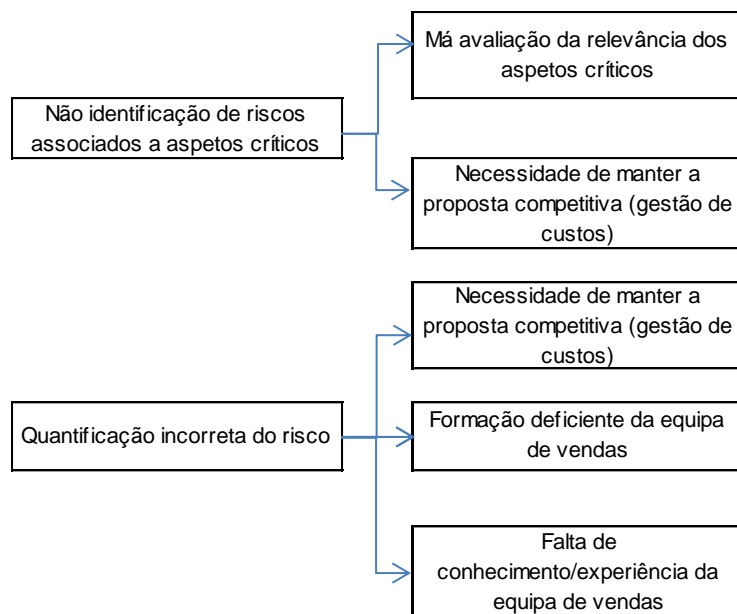 Má avaliação da relevância dos
aspetos críticos
Não identificação de riscos
associados a aspetos críticos
Necessidade de manter a
proposta competitiva (gestão de
custos)
Necessidade de manter a
proposta competitiva (gestão de
custos)
Quantificação incorreta do risco
Formação deficiente da equipa
de vendas
Falta de
conhecimento/experiência da
equipa de vendas